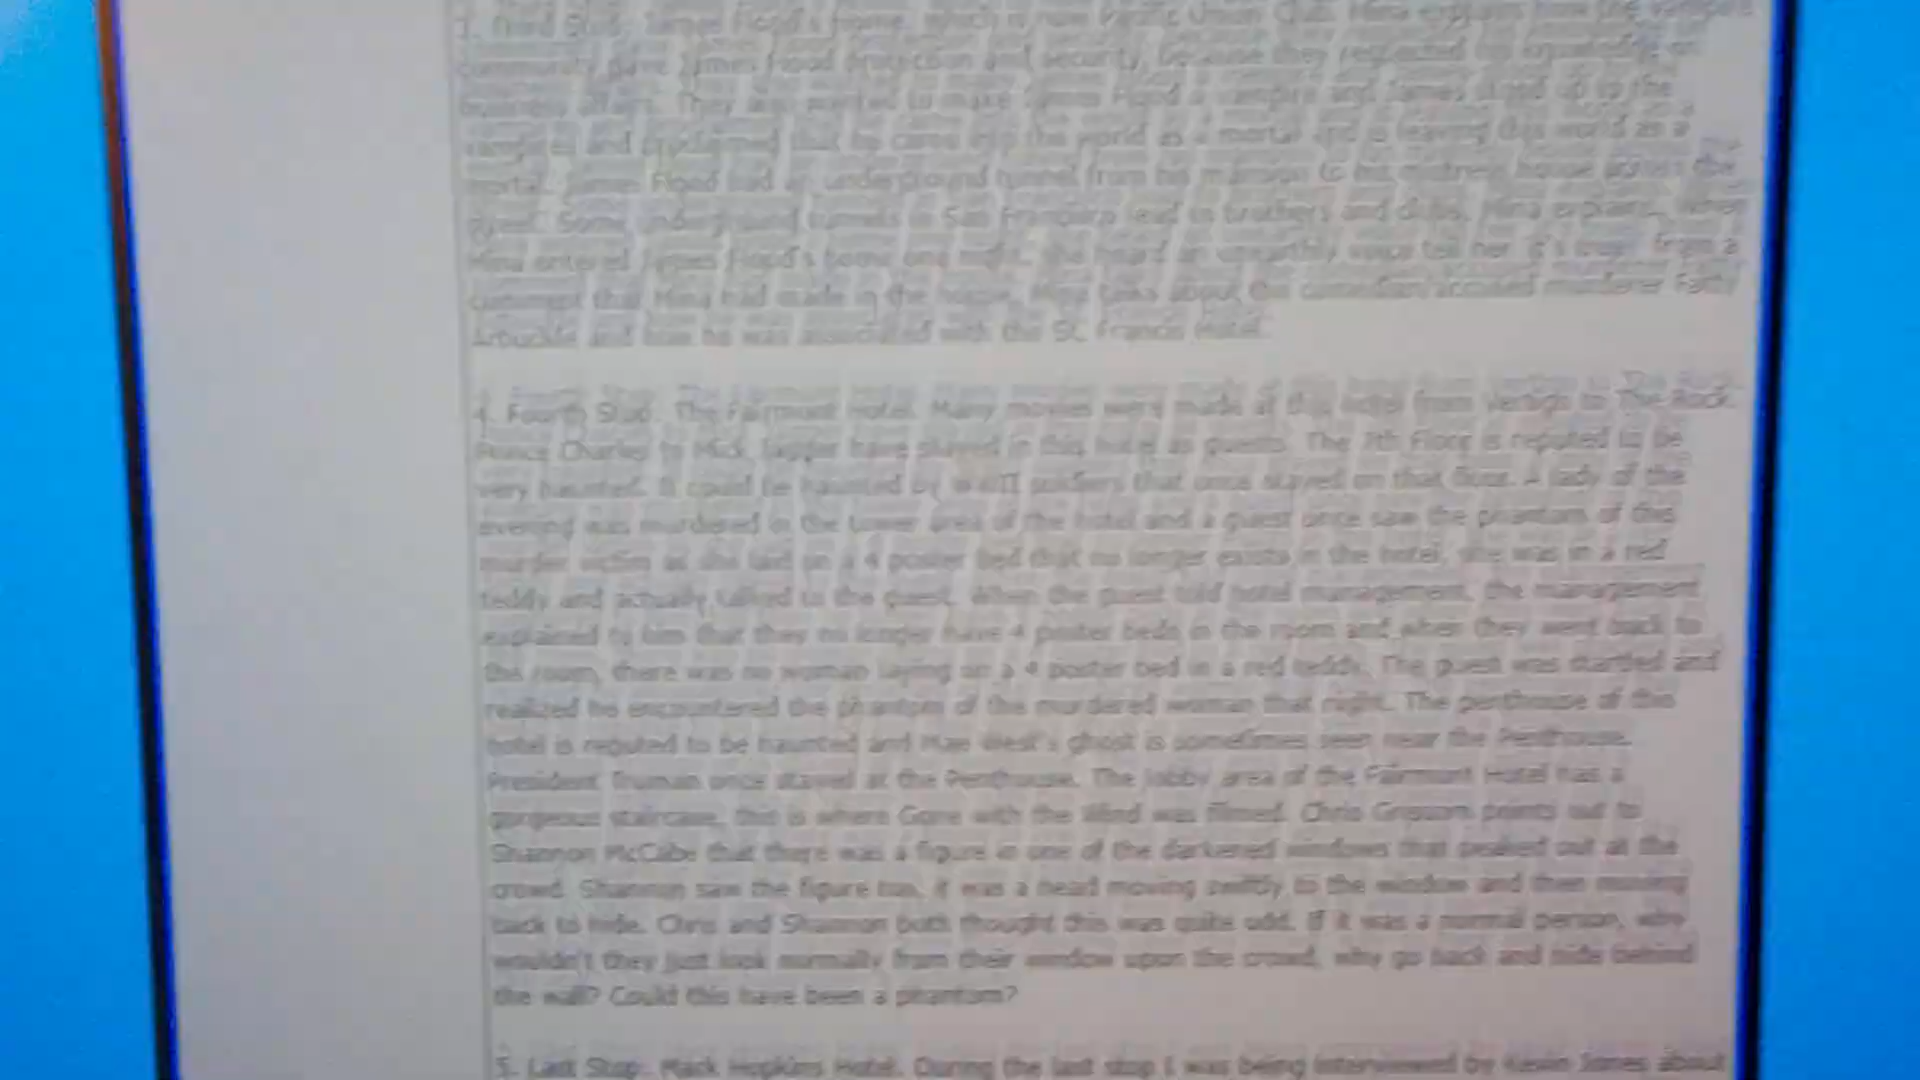 3. Third Stop. James Flood's home, which is now Pacific Union Club. Mina explains how the vampire
community gave James Flood protection and security, because they respected his
business affairs. They also wanted to make James Flood a vampire and James stood up to the
vampires and proclaimed that he came into the world as a mortal and is leaving this world as a
mortal. James Flood had an underground tunnel from his mansion to his mistress house across the
street. Some underground tunnels in San Francisco lead to brothers and clubs, Mina explains. When
Mina entered James Flood's home one night, she heard an unearthly voice tell her, it's true. From a
comment that Mina had made in the house. Mina talks about the comedian/accused murderer Fatty
Arbuckle and how he was associated with the St. Francis Hotel.
4. Fourth Stop. The Fairmont Hotel. Many movies were made at this hotel from Vertigo to The Rock.
Prince Charles to Mick Jagger have stayed in this hotel as guests. The 7th Floor is reputed to be
very haunted. It could be haunted by WWII soldiers that once stayed on that floor. A lady of the
evening was murdered in the tower area of the hotel and a guest once saw the phantom of this
murder victim as she laid on a 4 poster bed that no longer exists in the hotel, she was in a red
teddy and actually talked to the guest. When the guest told hotel management, the management
explained to him that they no longer have 4 poster beds in the room and when they went back to
the room, there was no woman laying on a 4 poster bed in a red teddy. The guest was startled and
realized he encountered the phantom of the murdered woman that night. The penthouse of this
hotel is reputed to be haunted and Mae West's ghost is sometimes seen near the Penthouse.
President Truman once stayed at the Penthouse. The lobby area of the Fairmont Hotel has a
gorgeous staircase, this is where Gone with the Wind was filmed. Chris Grissom points out to
Shannon McCabe that there was a figure in one of the darkened windows that peaked out at the
crowd. Shannon saw the figure too, it was a head moving swiftly to the window and then moving
back to hide. Chris and Shannon both thought this was quite odd. If it was a normal person, why
wouldn't they just look normally from their window upon the crowd, why go back and hide behind
the wall? Could this have been a phantom?
5. Last Stop. Mack Hopkins Hotel. During the last stop I was being interviewed by Kevin Jones about